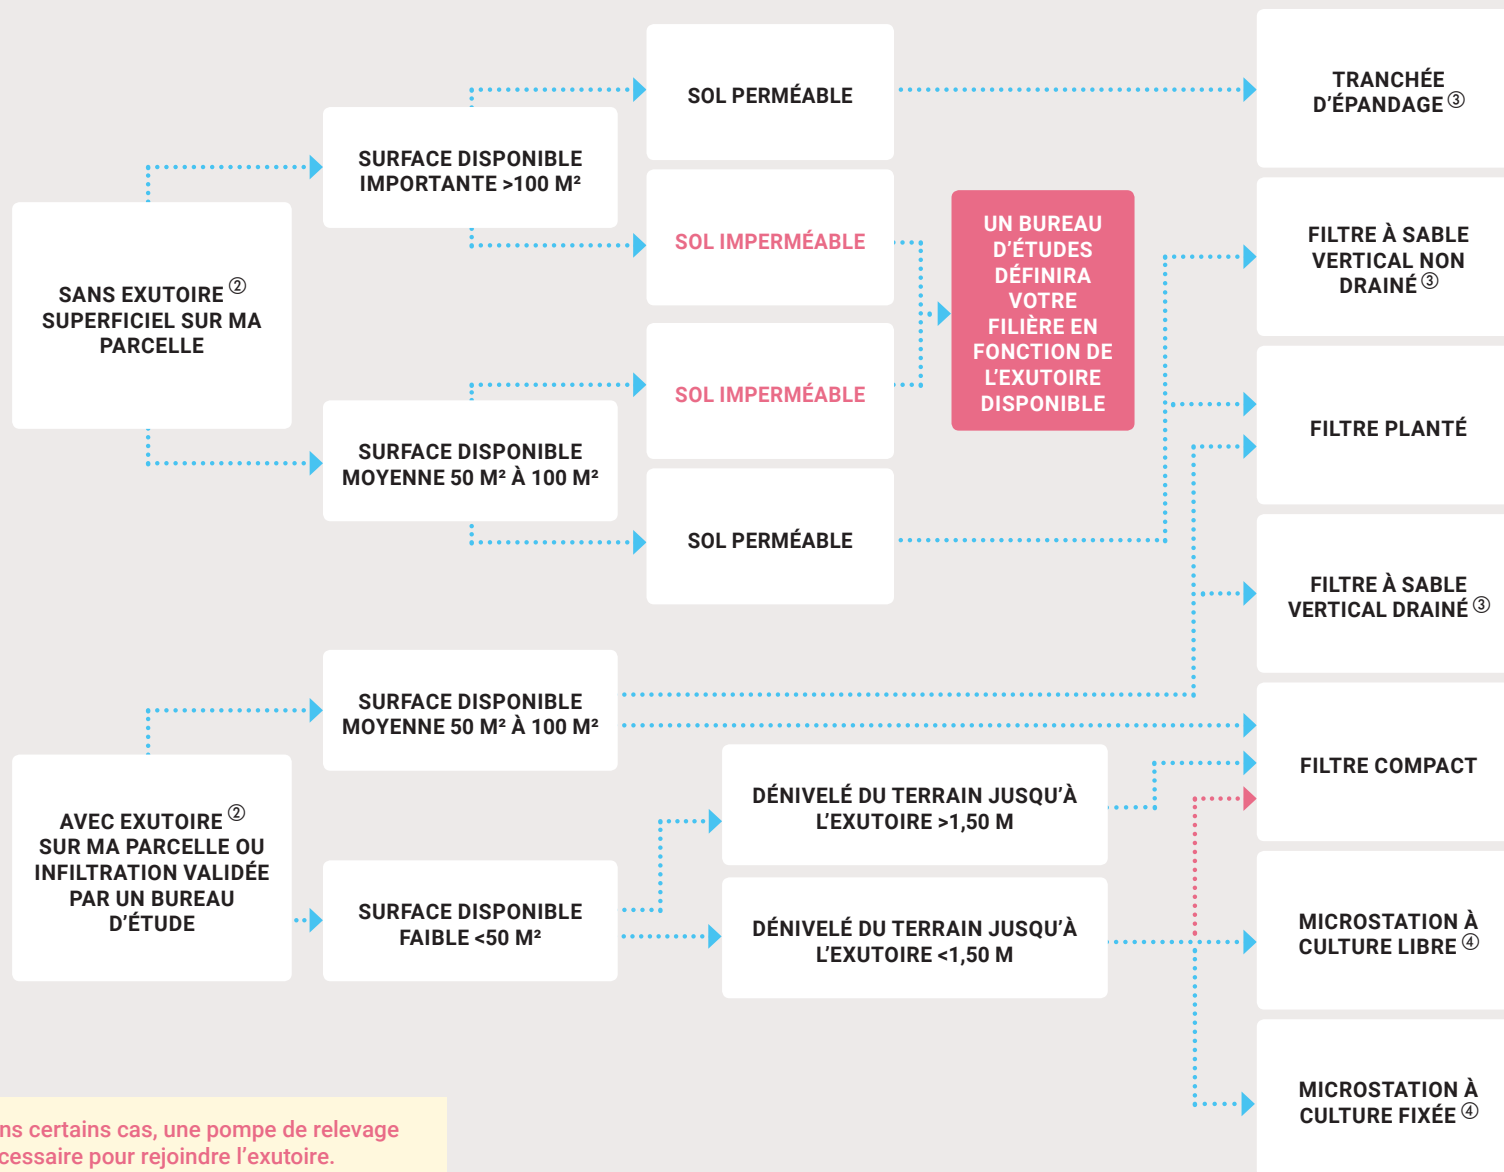 SANS EXUTOIRE ②
SUPERFICIEL SUR MA
PARCELLE
SURFACE DISPONIBLE
IMPORTANTE >100 M²
SOL PERMÉABLE
SOL IMPERMÉABLE
SURFACE DISPONIBLE
MOYENNE 50 M² À 100 M²
SOL IMPERMÉABLE
SOL PERMÉABLE
UN BUREAU
D’ÉTUDES
DÉFINIRA
VOTRE
FILIÈRE EN
FONCTION DE
L’EXUTOIRE
DISPONIBLE
AVEC EXUTOIRE ②
SUR MA PARCELLE OU
INFILTRATION VALIDÉE
PAR UN BUREAU
D’ÉTUDE
SURFACE DISPONIBLE
MOYENNE 50 M² À 100 M²
SURFACE DISPONIBLE
FAIBLE <50 M²
DÉNIVELÉ DU TERRAIN JUSQU’À
L’EXUTOIRE >1,50 M
DÉNIVELÉ DU TERRAIN JUSQU’À
L’EXUTOIRE <1,50 M
TRANCHÉE
D’ÉPANDAGE ③
FILTRE À SABLE
VERTICAL NON
DRAINÉ ③
FILTRE PLANTÉ
FILTRE À SABLE
VERTICAL DRAINÉ ③
FILTRE COMPACT
MICROSTATION À
CULTURE LIBRE ④
MICROSTATION À
CULTURE FIXÉE ④
ns certains cas, une pompe de relevage
cessaire pour rejoindre l’exutoire.